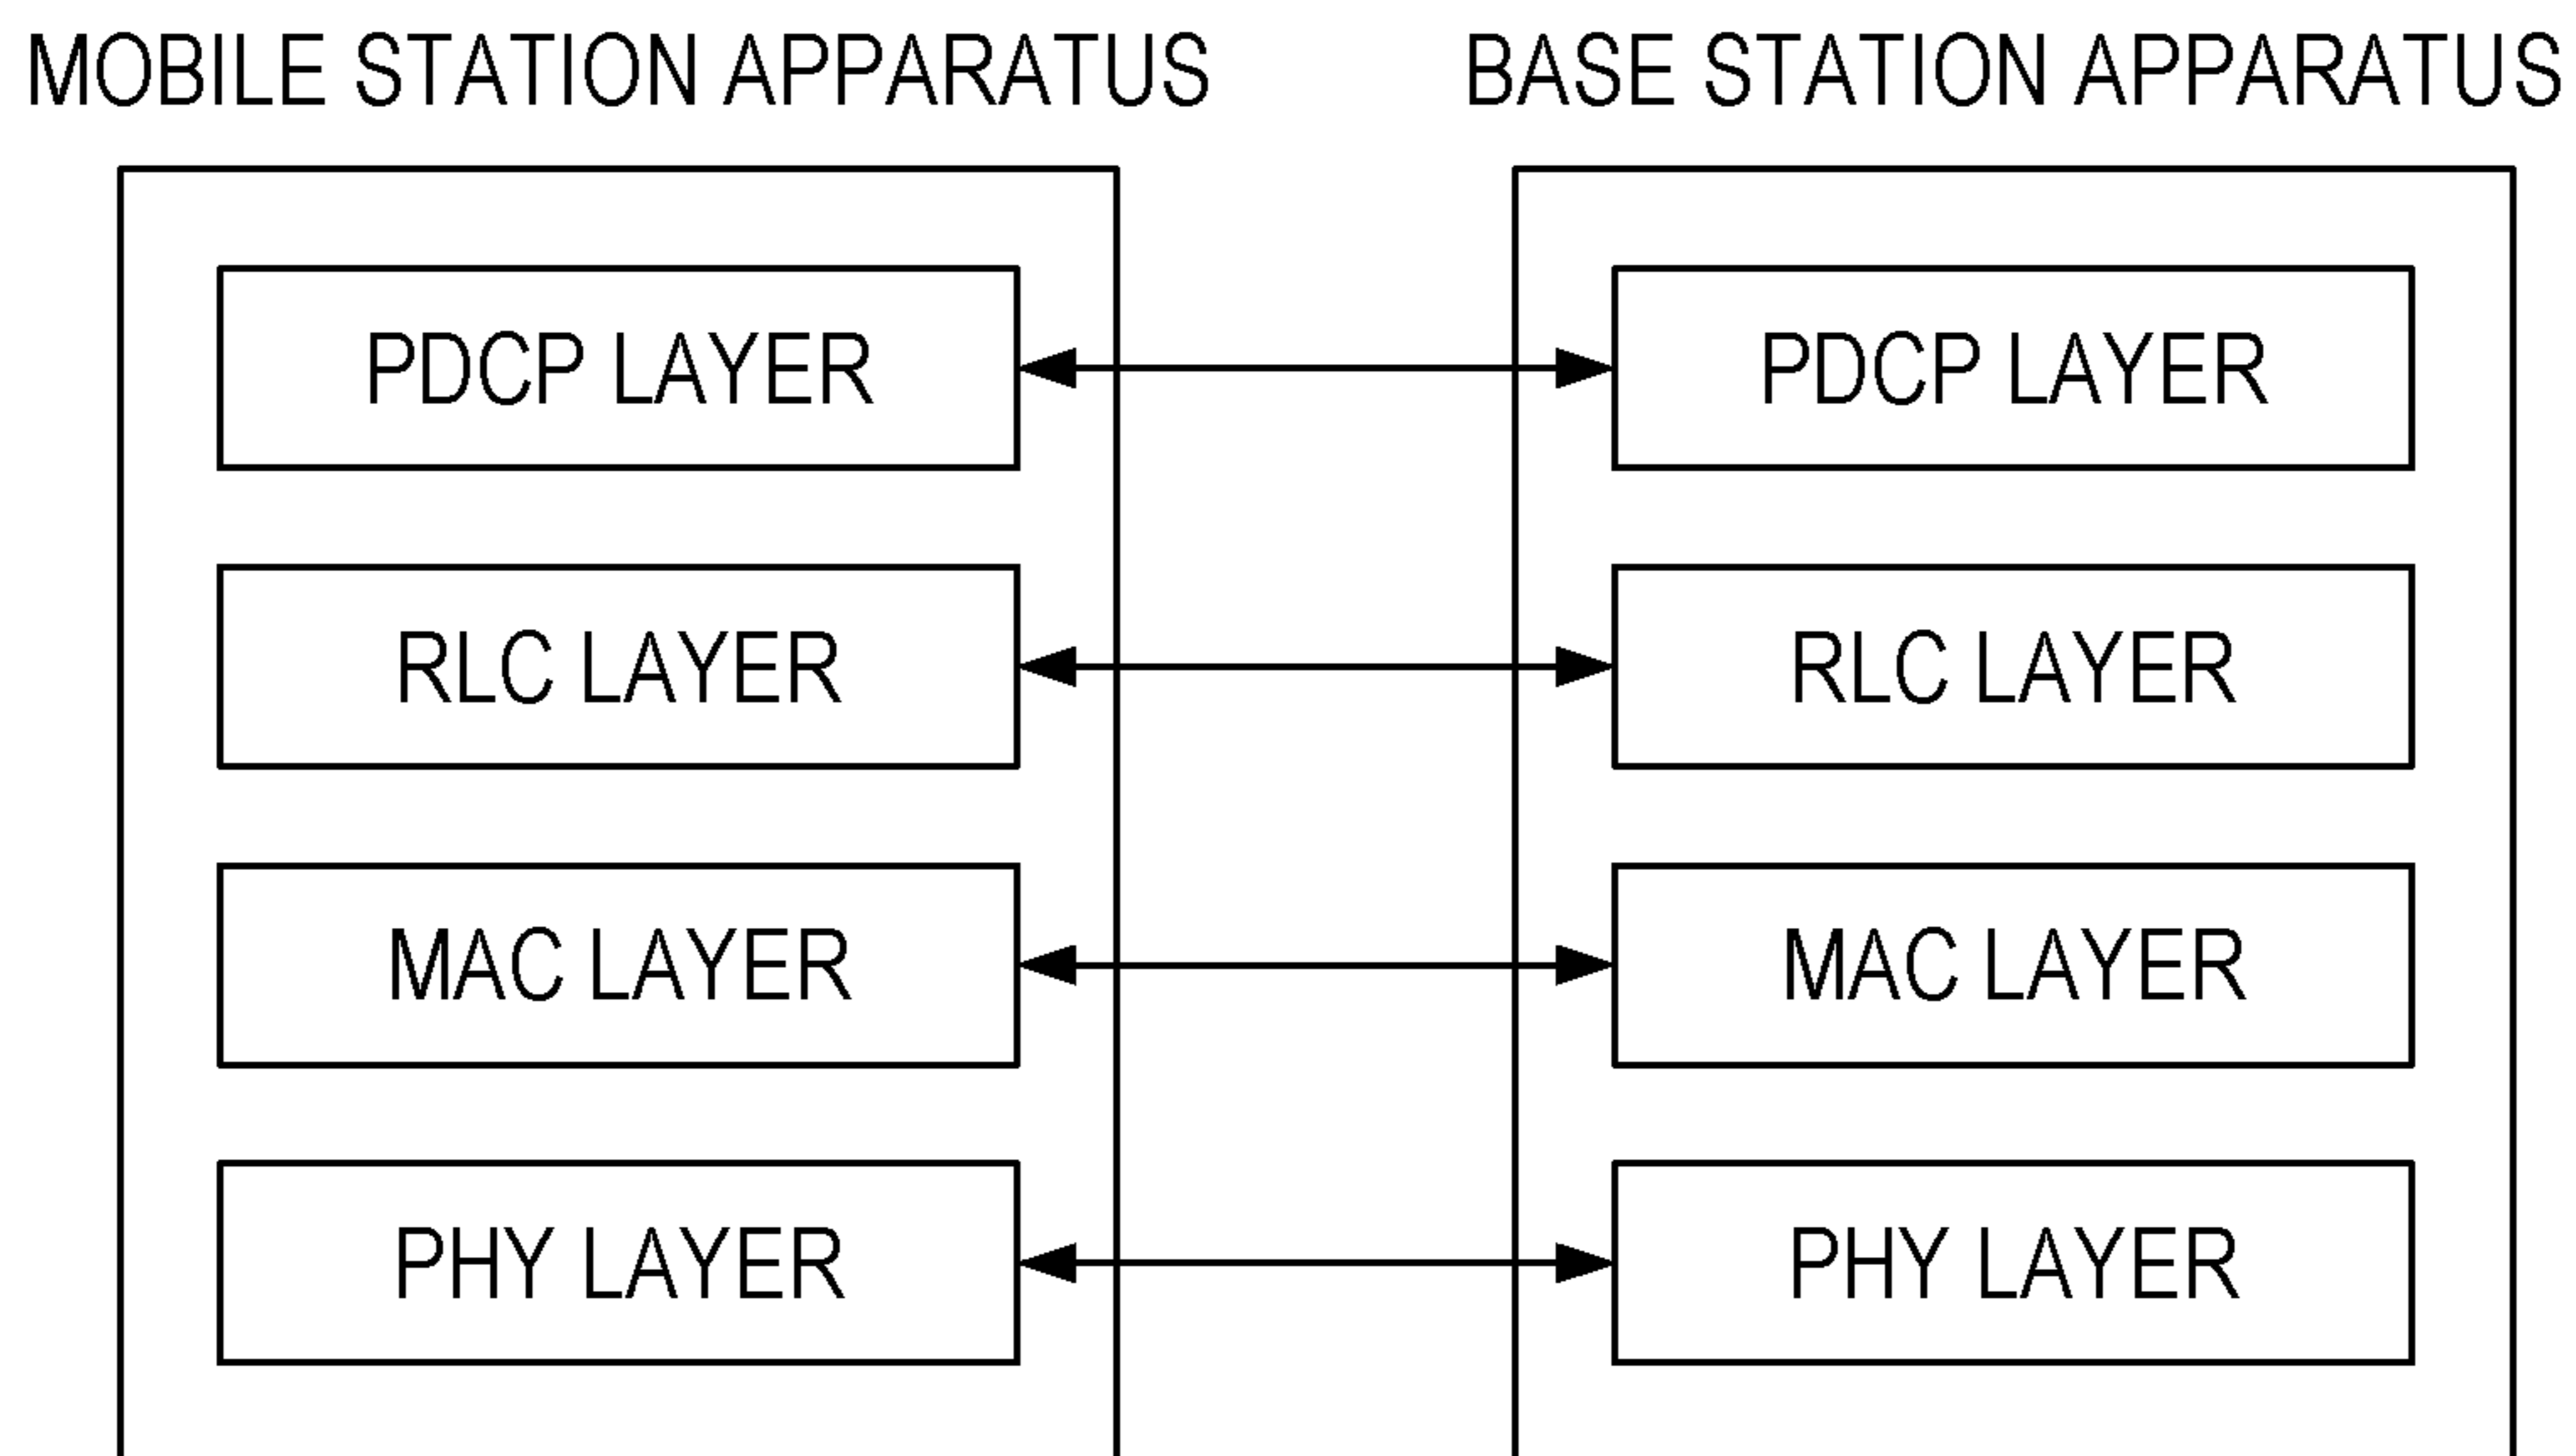 MOBILE STATION APPARATUS
BASE STATION APPARATUS
PDCP LAYER
PDCP LAYER
RLC LAYER
RLC LAYER
MAC LAYER
MAC LAYER
PHY LAYER
PHY LAYER